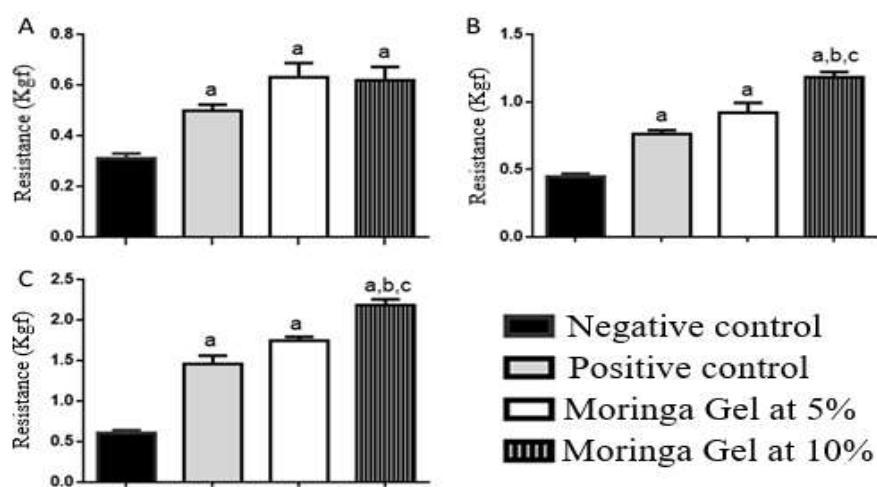 A
Resistance (Kgf)
0.8
0.6
0.4
0.2
0.0
a
a
a
B
Resistance (Kgf)
1.5
1.0
0.5
0.0
a
a
a,b,c
C
Resistance (Kgf)
2.5
2.0
1.5
1.0
0.5
0.0
a
a
a,b,c
Negative control
Positive control
Moringa Gel at 5%
Moringa Gel at 10%